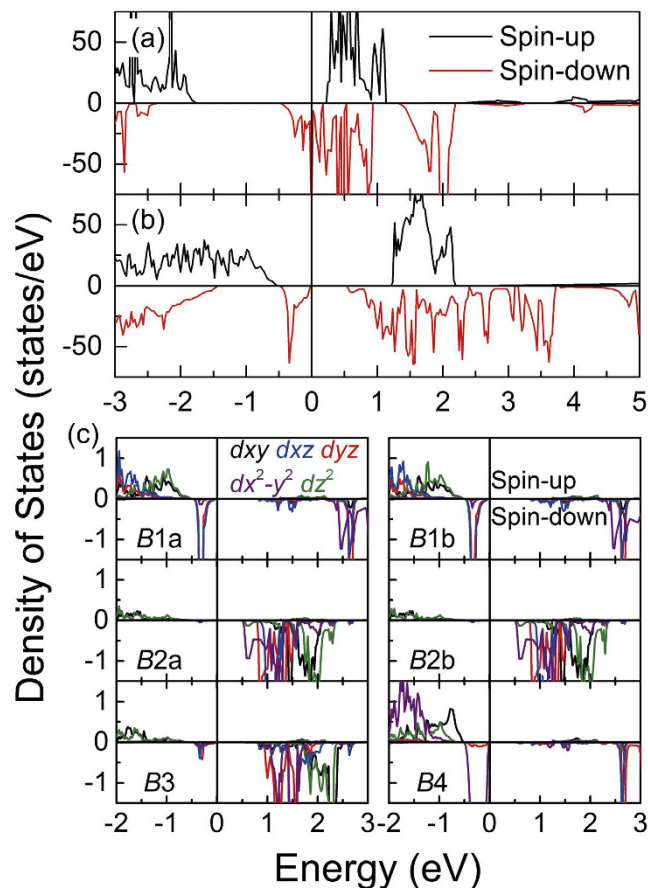 (a)
Spin-up
Spin-down
50
0
-50
(b)
50
0
-50
-3 -2 -1 0 1 2 3 4 5
Density of States (states/eV)
(c)
dxy dxz dyz
dx²-y² dz²
Spin-up
Spin-down
1
0
-1
B1a
B1b
1
0
-1
B2a
B2b
1
0
-1
B3
B4
-2 -1 0 1 2 3 -2 -1 0 1 2 3
Energy (eV)